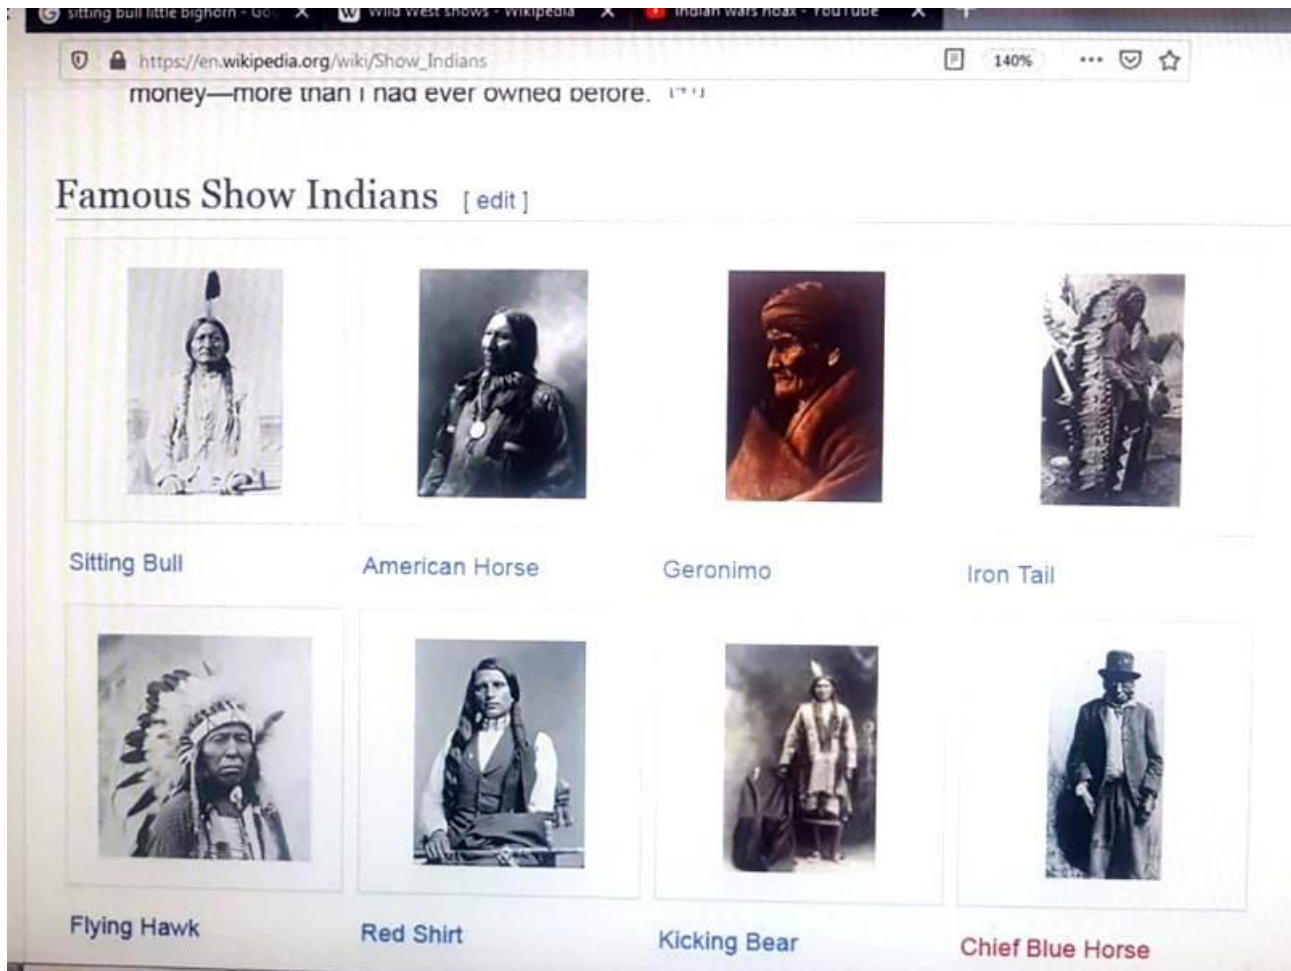 sitting bull little bighorn - Go
Wild West shows - Wikipedia
Indian wars hoax - YouTube
https://en.wikipedia.org/wiki/Show_Indians
140%
money—more than I had ever owned before.
Famous Show Indians [ edit ]
Sitting Bull
American Horse
Geronimo
Iron Tail
Flying Hawk
Red Shirt
Kicking Bear
Chief Blue Horse